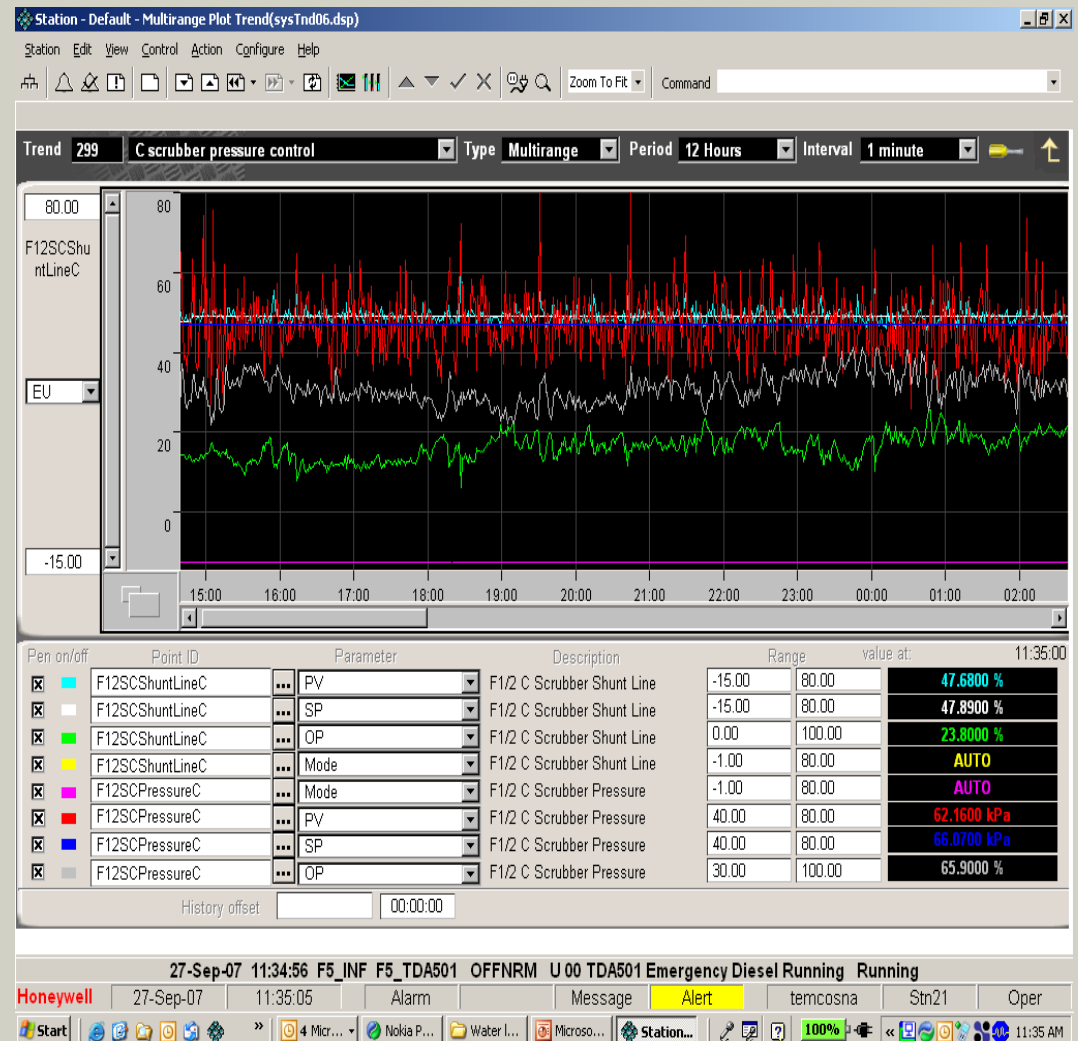 Station - Default - Multirange Plot Trend(sysTnd06.dsp)
Station Edit View Control Action Configure Help
Zoom To Fit Command
Trend 299 C scrubber pressure control Type Multirange Period 12 Hours Interval 1 minute
80.00
F12SCShu
ntLineC
EU
-15.00
80
60
40
20
0
15:00 16:00 17:00 18:00 19:00 20:00 21:00 22:00 23:00 00:00 01:00 02:00
Pen on/off Point ID Parameter Description Range value at: 11:35:00
F12SCShuntLineC ... PV F1/2 C Scrubber Shunt Line -15.00 80.00 47.6800 %
F12SCShuntLineC ... SP F1/2 C Scrubber Shunt Line -15.00 80.00 47.8900 %
F12SCShuntLineC ... OP F1/2 C Scrubber Shunt Line 0.00 100.00 23.8000 %
F12SCShuntLineC ... Mode F1/2 C Scrubber Shunt Line -1.00 80.00 AUTO
F12SCPressureC ... Mode F1/2 C Scrubber Pressure -1.00 80.00 AUTO
F12SCPressureC ... PV F1/2 C Scrubber Pressure 40.00 80.00 62.1600 kPa
F12SCPressureC ... SP F1/2 C Scrubber Pressure 40.00 80.00 66.0700 kPa
F12SCPressureC ... OP F1/2 C Scrubber Pressure 30.00 100.00 65.9000 %
History offset 00:00:00
27-Sep-07 11:34:56 F5_INF F5_TDA501 OFFNRM U 00 TDA501 Emergency Diesel Running Running
Honeywell 27-Sep-07 11:35:05 Alarm Message Alert temcosna Stn21 Oper
Start » 4 Micr... Nokia P... Water l... Microso... Station... 100% « 11:35 AM